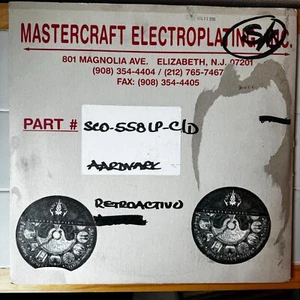 MASTERCRAFT ELECTROPLATING, INC.
801 MAGNOLIA AVE. ELIZABETH, N.J. 07201
(908) 354-4404 / (212) 765-7467
FAX: (908) 354-4405
PART # SCO-558 LP-C/D
AARDVARK
RETROACTIVO